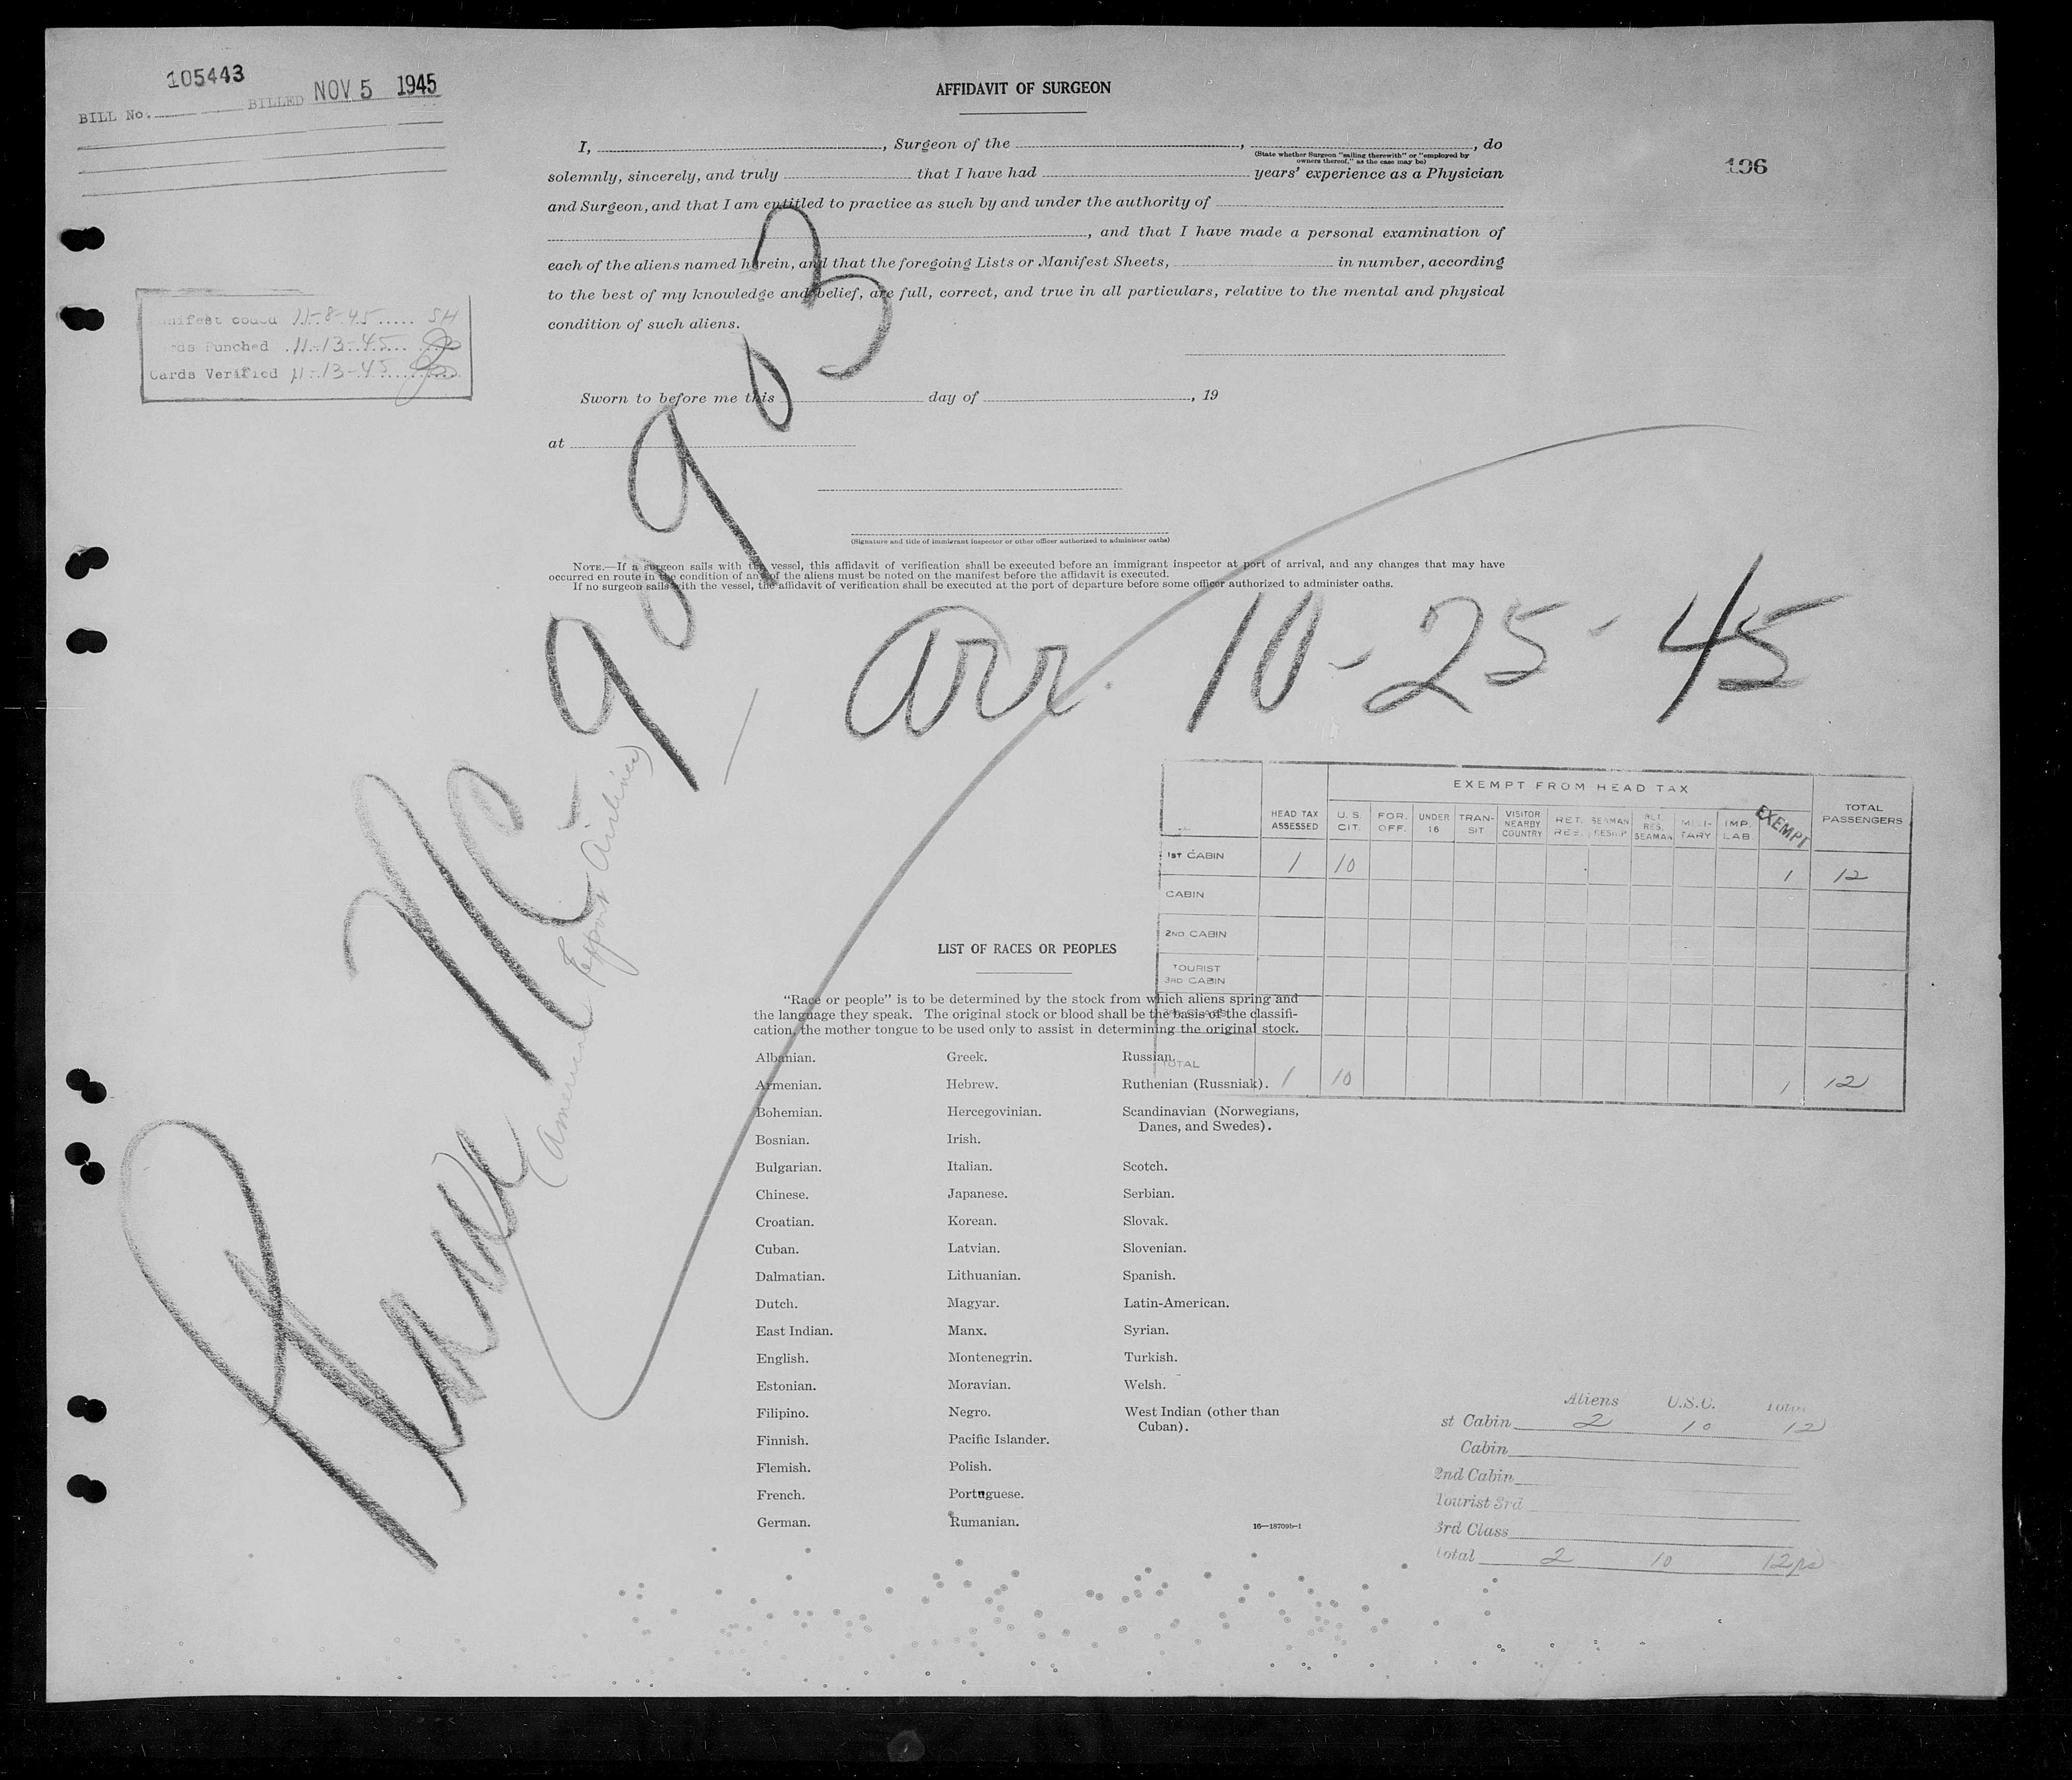 105443
BILL No. BILLED NOV 5 1945
AFFIDAVIT OF SURGEON
196
I, , Surgeon of the , , do
(State whether Surgeon "sailing therewith" or "employed by
owners thereof," as the case may be)
solemnly, sincerely, and truly that I have had years' experience as a Physician
and Surgeon, and that I am entitled to practice as such by and under the authority of
, and that I have made a personal examination of
each of the aliens named herein, and that the foregoing Lists or Manifest Sheets, in number, according
to the best of my knowledge and belief, are full, correct, and true in all particulars, relative to the mental and physical
condition of such aliens.
Sworn to before me this day of , 19
at
(Signature and title of immigrant inspector or other officer authorized to administer oaths)
NOTE.—If a surgeon sails with the vessel, this affidavit of verification shall be executed before an immigrant inspector at port of arrival, and any changes that may have
occurred en route in the condition of any of the aliens must be noted on the manifest before the affidavit is executed.
If no surgeon sails with the vessel, the affidavit of verification shall be executed at the port of departure before some officer authorized to administer oaths.
11-8-45 SH
Punched 11-13-45
Cards Verified 11-13-45
Plane NC 90903
(American Export Airlines)
arr. 10-25-45
EXEMPT FROM HEAD TAX
HEAD TAX ASSESSED U.S. CIT. FOR. OFF. UNDER 16 TRAN-SIT VISITOR NEARBY COUNTRY RET. RES. SEAMAN RES. SEAMAN MILI-TARY IMP. LAB EXEMPT TOTAL PASSENGERS
1ST CABIN 1 10 1 12
CABIN
2ND CABIN
TOURIST
3RD CABIN
TOTAL 1 10 1 12
LIST OF RACES OR PEOPLES
"Race or people" is to be determined by the stock from which aliens spring and
the language they speak. The original stock or blood shall be the basis of the classifi-
cation, the mother tongue to be used only to assist in determining the original stock.
Albanian. Greek. Russian.
Armenian. Hebrew. Ruthenian (Russniak).
Bohemian. Hercegovinian. Scandinavian (Norwegians,
Danes, and Swedes).
Bosnian. Irish.
Bulgarian. Italian. Scotch.
Chinese. Japanese. Serbian.
Croatian. Korean. Slovak.
Cuban. Latvian. Slovenian.
Dalmatian. Lithuanian. Spanish.
Dutch. Magyar. Latin-American.
East Indian. Manx. Syrian.
English. Montenegrin. Turkish.
Estonian. Moravian. Welsh.
Filipino. Negro. West Indian (other than
Cuban).
Finnish. Pacific Islander.
Flemish. Polish.
French. Portuguese.
German. Rumanian.
16—18709b-1
Aliens U.S.C. Total
st Cabin 2 10 12
Cabin
2nd Cabin
Tourist 3rd
3rd Class
total 2 10 12